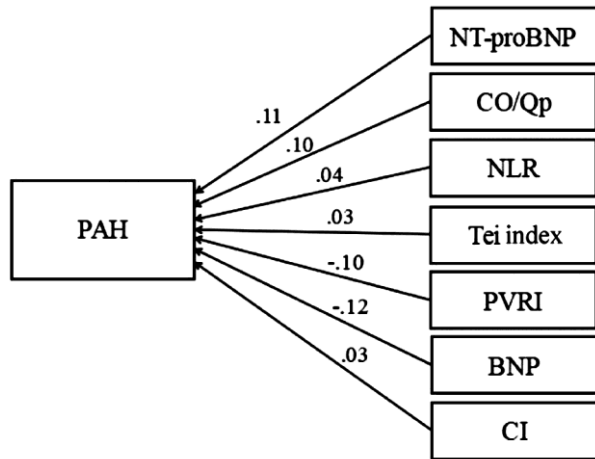 NT-proBNP
.11
CO/Qp
.10
NLR
.04
PAH
.03
Tei index
-.10
PVRI
-.12
BNP
.03
CI